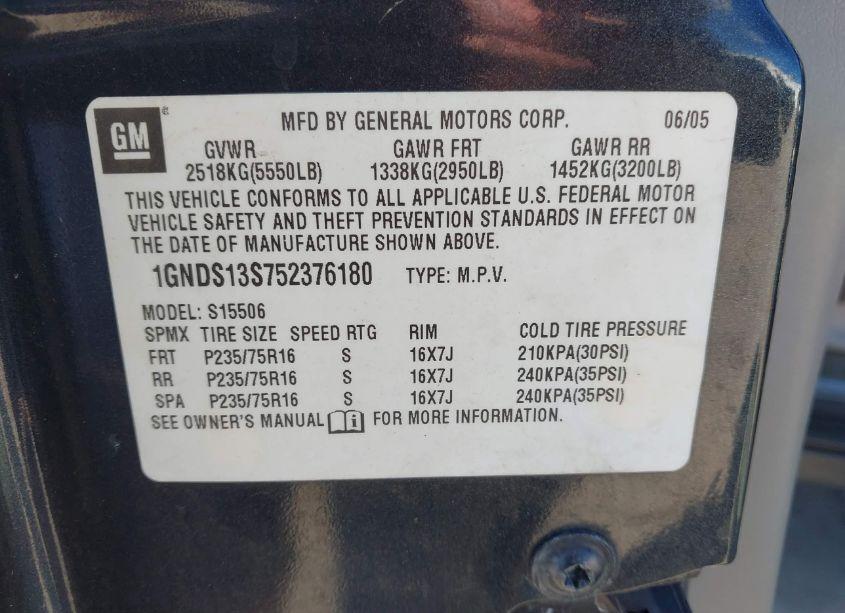 GM ®
MFD BY GENERAL MOTORS CORP. 06/05
GVWR GAWR FRT GAWR RR
2518KG(5550LB) 1338KG(2950LB) 1452KG(3200LB)
THIS VEHICLE CONFORMS TO ALL APPLICABLE U.S. FEDERAL MOTOR
VEHICLE SAFETY AND THEFT PREVENTION STANDARDS IN EFFECT ON
THE DATE OF MANUFACTURE SHOWN ABOVE.
1GNDS13S752376180 TYPE: M.P.V.
MODEL: S15506
SPMX TIRE SIZE SPEED RTG RIM COLD TIRE PRESSURE
FRT P235/75R16 S 16X7J 210KPA(30PSI)
RR P235/75R16 S 16X7J 240KPA(35PSI)
SPA P235/75R16 S 16X7J 240KPA(35PSI)
SEE OWNER'S MANUAL i FOR MORE INFORMATION.